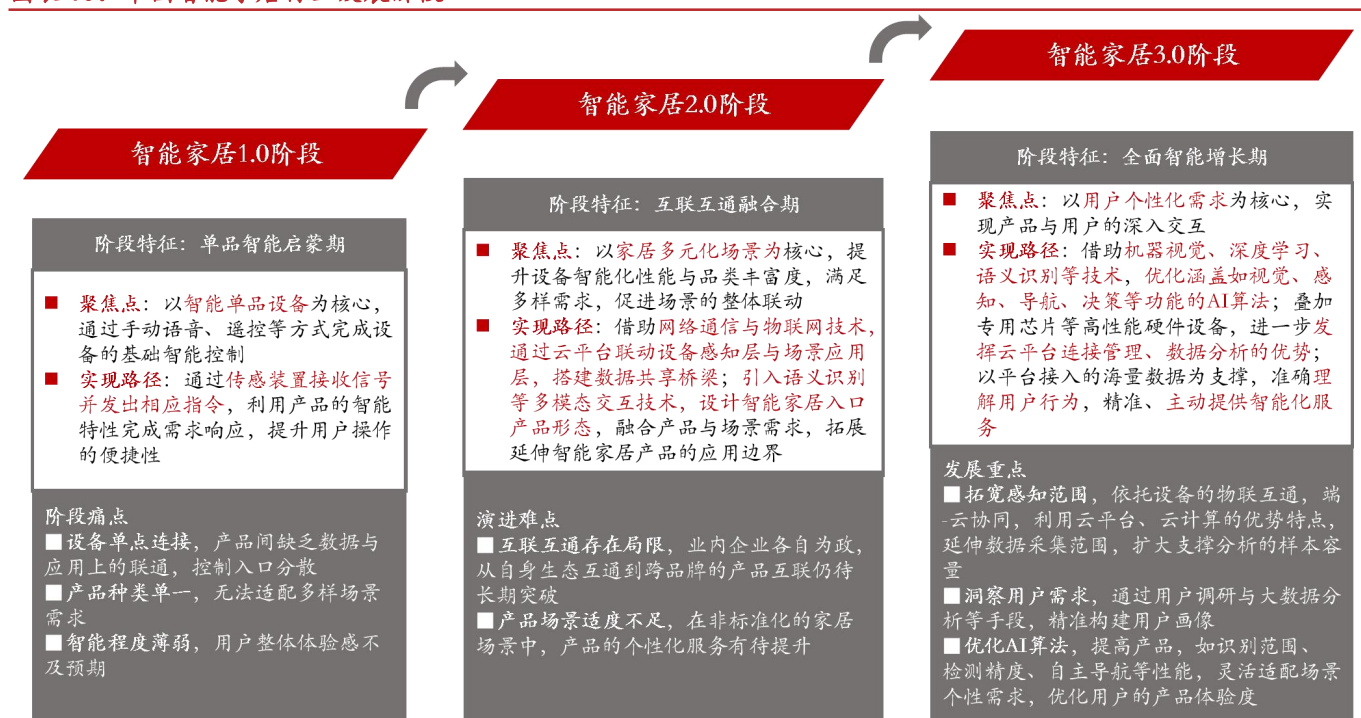 智能家居1.0阶段
阶段特征：单品智能启蒙期
■ 聚焦点：以智能单品设备为核心，
通过手动语音、遥控等方式完成设
备的基础智能控制
■ 实现路径：通过传感装置接收信号
并发出相应指令，利用产品的智能
特性完成需求响应，提升用户操作
的便捷性
阶段痛点
■设备单点连接，产品间缺乏数据与
应用上的联通，控制入口分散
■产品种类单一，无法适配多样场景
需求
■智能程度薄弱，用户整体体验感不
及预期
智能家居2.0阶段
阶段特征：互联互通融合期
■ 聚焦点：以家居多元化场景为核心，提
升设备智能化性能与品类丰富度，满足
多样需求，促进场景的整体联动
■ 实现路径：借助网络通信与物联网技术，
通过云平台联动设备感知层与场景应用
层，搭建数据共享桥梁；引入语义识别
等多模态交互技术，设计智能家居入口
产品形态，融合产品与场景需求，拓展
延伸智能家居产品的应用边界
演进难点
■互联互通存在局限，业内企业各自为政，
从自身生态互通到跨品牌的产品互联仍待
长期突破
■产品场景适度不足，在非标准化的家居
场景中，产品的个性化服务有待提升
智能家居3.0阶段
阶段特征：全面智能增长期
■ 聚焦点：以用户个性化需求为核心，实
现产品与用户的深入交互
■ 实现路径：借助机器视觉、深度学习、
语义识别等技术，优化涵盖如视觉、感
知、导航、决策等功能的AI算法；叠加
专用芯片等高性能硬件设备，进一步发
挥云平台连接管理、数据分析的优势；
以平台接入的海量数据为支撑，准确理
解用户行为，精准、主动提供智能化服
务
发展重点
■拓宽感知范围，依托设备的物联互通，端
-云协同，利用云平台、云计算的优势特点，
延伸数据采集范围，扩大支撑分析的样本容
量
■洞察用户需求，通过用户调研与大数据分
析等手段，精准构建用户画像
■优化AI算法，提高产品，如识别范围、
检测精度、自主导航等性能，灵活适配场景
个性需求，优化用户的产品体验度